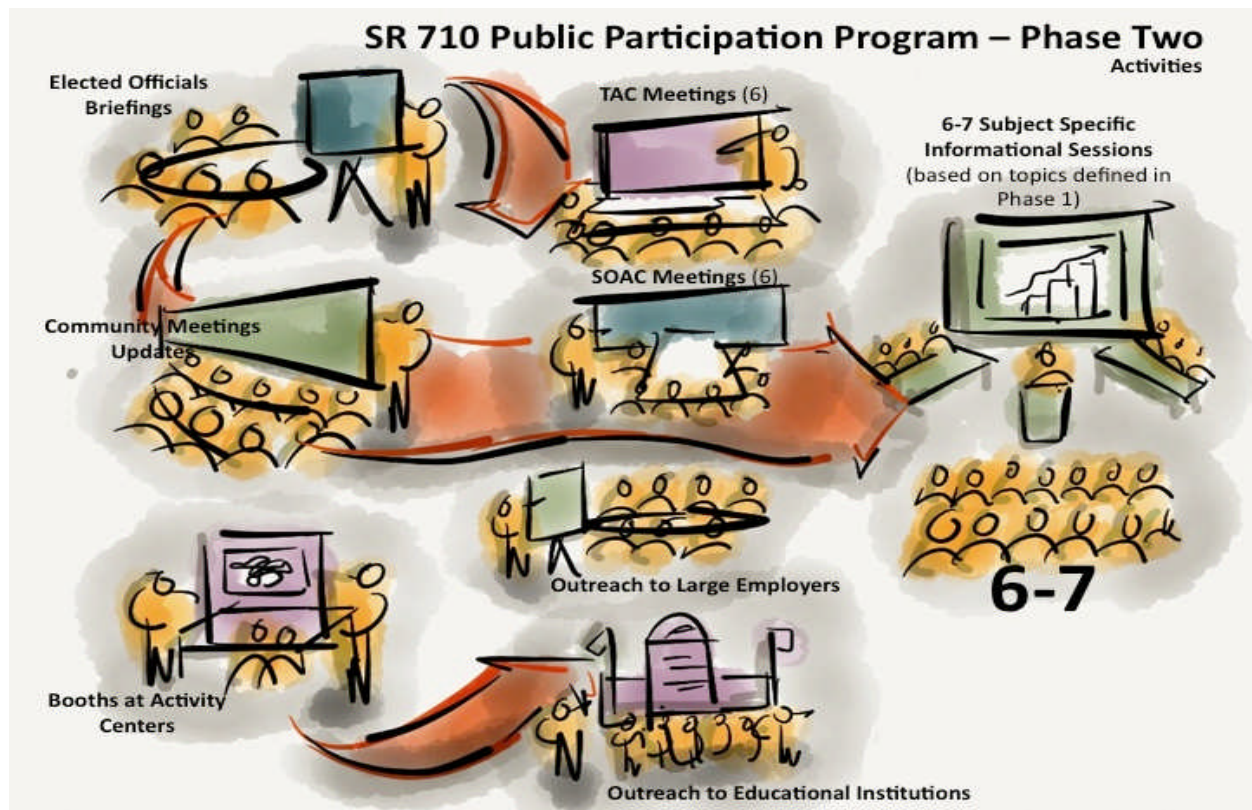 SR 710 Public Participation Program – Phase Two
Activities
Elected Officials
Briefings
TAC Meetings (6)
6-7 Subject Specific
Informational Sessions
(based on topics defined in
Phase 1)
SOAC Meetings (6)
Community Meetings
Updates
Outreach to Large Employers
6-7
Booths at Activity
Centers
Outreach to Educational Institutions